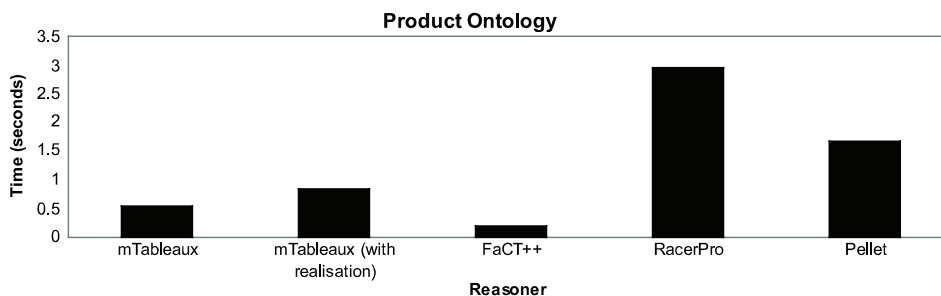 Product Ontology
Time (seconds)
3.5
3
2.5
2
1.5
1
0.5
0
mTableaux
mTableaux (with
realisation)
FaCT++
RacerPro
Pellet
Reasoner